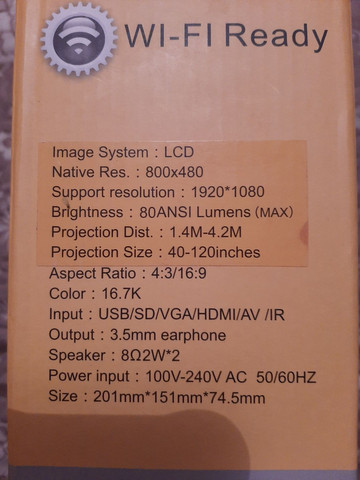 WI-FI Ready
Image System : LCD
Native Res. : 800x480
Support resolution : 1920*1080
Brightness : 80ANSI Lumens (MAX)
Projection Dist. : 1.4M-4.2M
Projection Size : 40-120inches
Aspect Ratio : 4:3/16:9
Color : 16.7K
Input : USB/SD/VGA/HDMI/AV /IR
Output : 3.5mm earphone
Speaker : 8Ω2W*2
Power input : 100V-240V AC 50/60HZ
Size : 201mm*151mm*74.5mm